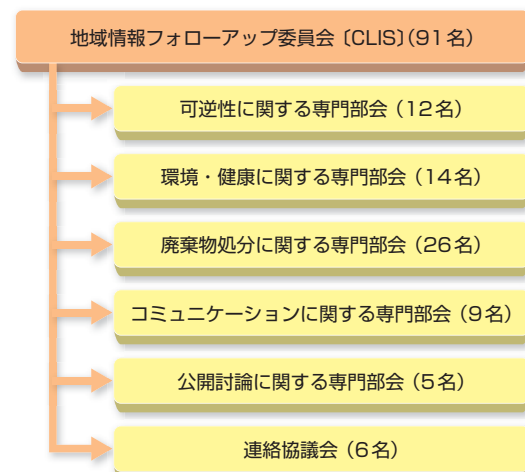 地域情報フォローアップ委員会〔CLIS〕(91名)
可逆性に関する専門部会（12名）
環境・健康に関する専門部会（14名）
廃棄物処分に関する専門部会（26名）
コミュニケーションに関する専門部会（9名）
公開討論に関する専門部会（5名）
連絡協議会（6名）